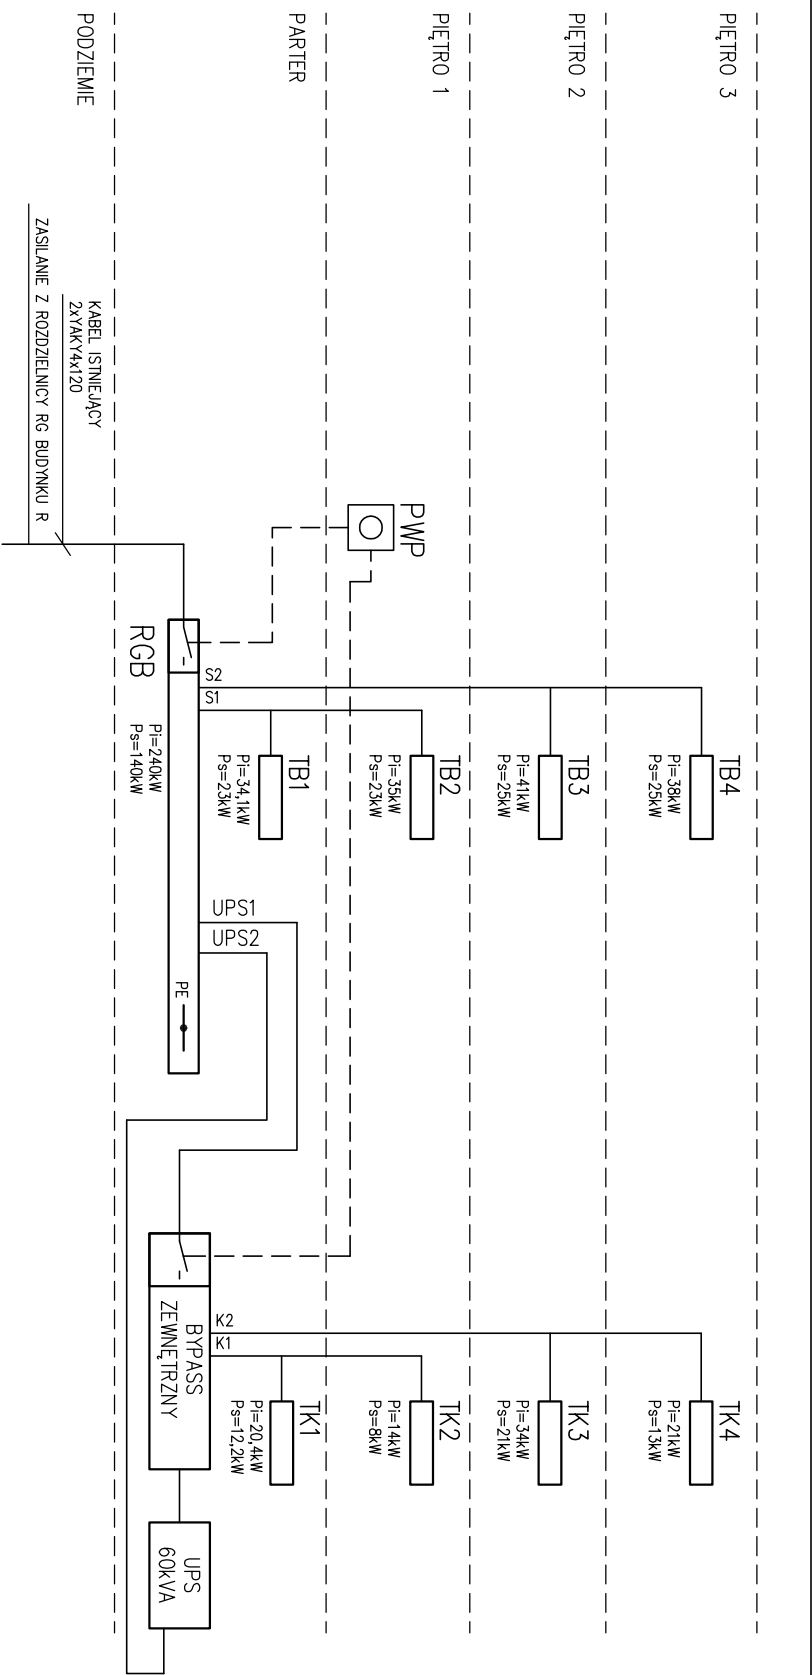 PIĘTRO 3
PIĘTRO 2
PIĘTRO 1
PARTER
PODZIEMIE
TB4
Pi=38kW
Ps=25kW
TK4
Pi=21kW
Ps=13kW
TB3
Pi=41kW
Ps=25kW
TK3
Pi=34kW
Ps=21kW
PWP
TB2
Pi=35kW
Ps=23kW
TK2
Pi=14kW
Ps=8kW
TB1
Pi=34,1kW
Ps=23kW
TK1
Pi=20,4kW
Ps=12,2kW
S2
S1
UPS1
UPS2
K2
K1
PE
RGB
Pi=240kW
Ps=140kW
BYPASS
ZEWNĘTRZNY
UPS
60kVA
KABEL ISTNIEJĄCY
2xYAKY4x120
ZASILANIE Z ROZDZIELNICY RG BUDYNKU R